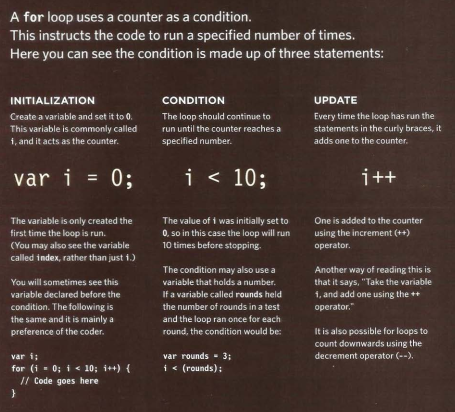 A for loop uses a counter as a condition.
This instructs the code to run a specified number of times.
Here you can see the condition is made up of three statements:
INITIALIZATION
Create a variable and set it to 0.
This variable is commonly called
i, and it acts as the counter.
var i = 0;
The variable is only created the
first time the loop is run.
(You may also see the variable
called index, rather than just i.)
You will sometimes see this
variable declared before the
condition. The following is
the same and it is mainly a
preference of the coder.
var i;
for (i = 0; i < 10; i++) {
// Code goes here
}
CONDITION
The loop should continue to
run until the counter reaches a
specified number.
i < 10;
The value of i was initially set to
0, so in this case the loop will run
10 times before stopping.
The condition may also use a
variable that holds a number.
If a variable called rounds held
the number of rounds in a test
and the loop ran once for each
round, the condition would be:
var rounds = 3;
i < (rounds);
UPDATE
Every time the loop has run the
statements in the curly braces, it
adds one to the counter.
i++
One is added to the counter
using the increment (++)
operator.
Another way of reading this is
that it says, "Take the variable
i, and add one using the ++
operator."
It is also possible for loops to
count downwards using the
decrement operator (--).